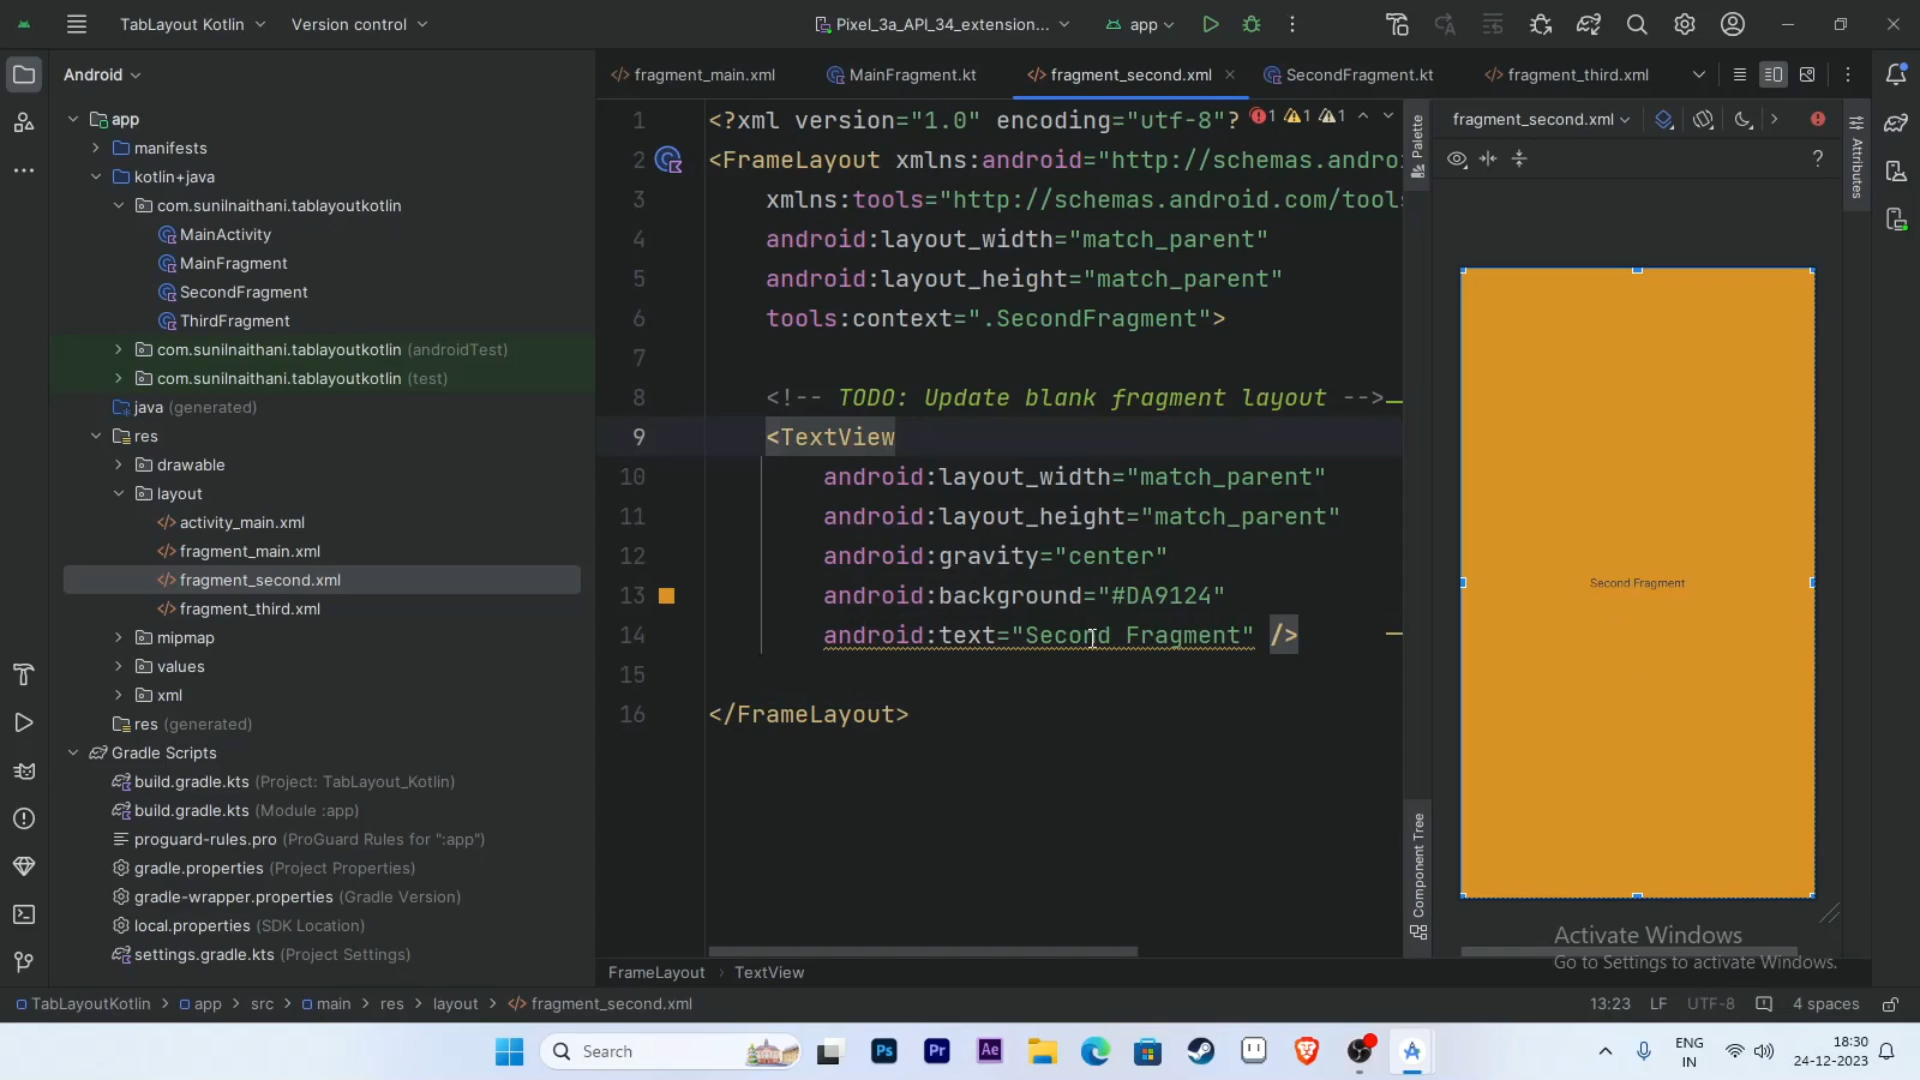 TabLayout Kotlin
Version control
Pixel_3a_API_34_extension...
app
Android
fragment_main.xml
MainFragment.kt
fragment_second.xml
SecondFragment.kt
fragment_third.xml
app
manifests
kotlin+java
com.sunilnaithani.tablayoutkotlin
MainActivity
MainFragment
SecondFragment
ThirdFragment
com.sunilnaithani.tablayoutkotlin (androidTest)
com.sunilnaithani.tablayoutkotlin (test)
java (generated)
res
drawable
layout
activity_main.xml
fragment_main.xml
fragment_second.xml
fragment_third.xml
mipmap
values
xml
res (generated)
Gradle Scripts
build.gradle.kts (Project: TabLayout_Kotlin)
build.gradle.kts (Module :app)
proguard-rules.pro (ProGuard Rules for ":app")
gradle.properties (Project Properties)
gradle-wrapper.properties (Gradle Version)
local.properties (SDK Location)
settings.gradle.kts (Project Settings)
1 <?xml version="1.0" encoding="utf-8"? 1 1 1
2 <FrameLayout xmlns:android="http://schemas.andro
3 xmlns:tools="http://schemas.android.com/tools
4 android:layout_width="match_parent"
5 android:layout_height="match_parent"
6 tools:context=".SecondFragment">
7
8 <!-- TODO: Update blank fragment layout -->
9 <TextView
10 android:layout_width="match_parent"
11 android:layout_height="match_parent"
12 android:gravity="center"
13 android:background="#DA9124"
14 android:text="Second Fragment" />
15
16 </FrameLayout>
Palette
Component Tree
fragment_second.xml
?
Attributes
Second Fragment
Activate Windows
Go to Settings to activate Windows.
FrameLayout > TextView
TabLayoutKotlin > app > src > main > res > layout > fragment_second.xml
13:23 LF UTF-8 4 spaces
Search
Ps
Pr
Ae
ENG
IN
18:30
24-12-2023